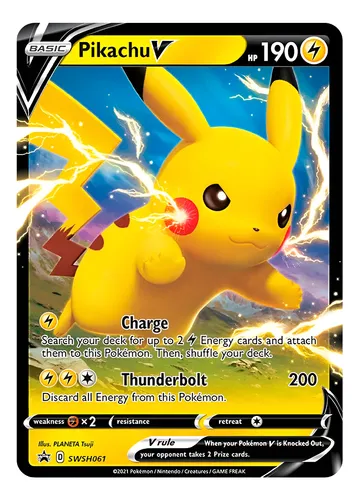 BASIC Pikachu V HP 190
Charge
Search your deck for up to 2 Energy cards and attach
them to this Pokémon. Then, shuffle your deck.
Thunderbolt 200
Discard all Energy from this Pokémon.
weakness ×2 resistance retreat
Illus. PLANETA Tsuji
V rule
When your Pokémon V is Knocked Out,
your opponent takes 2 Prize cards.
D SWSH061
©2021 Pokémon / Nintendo / Creatures / GAME FREAK